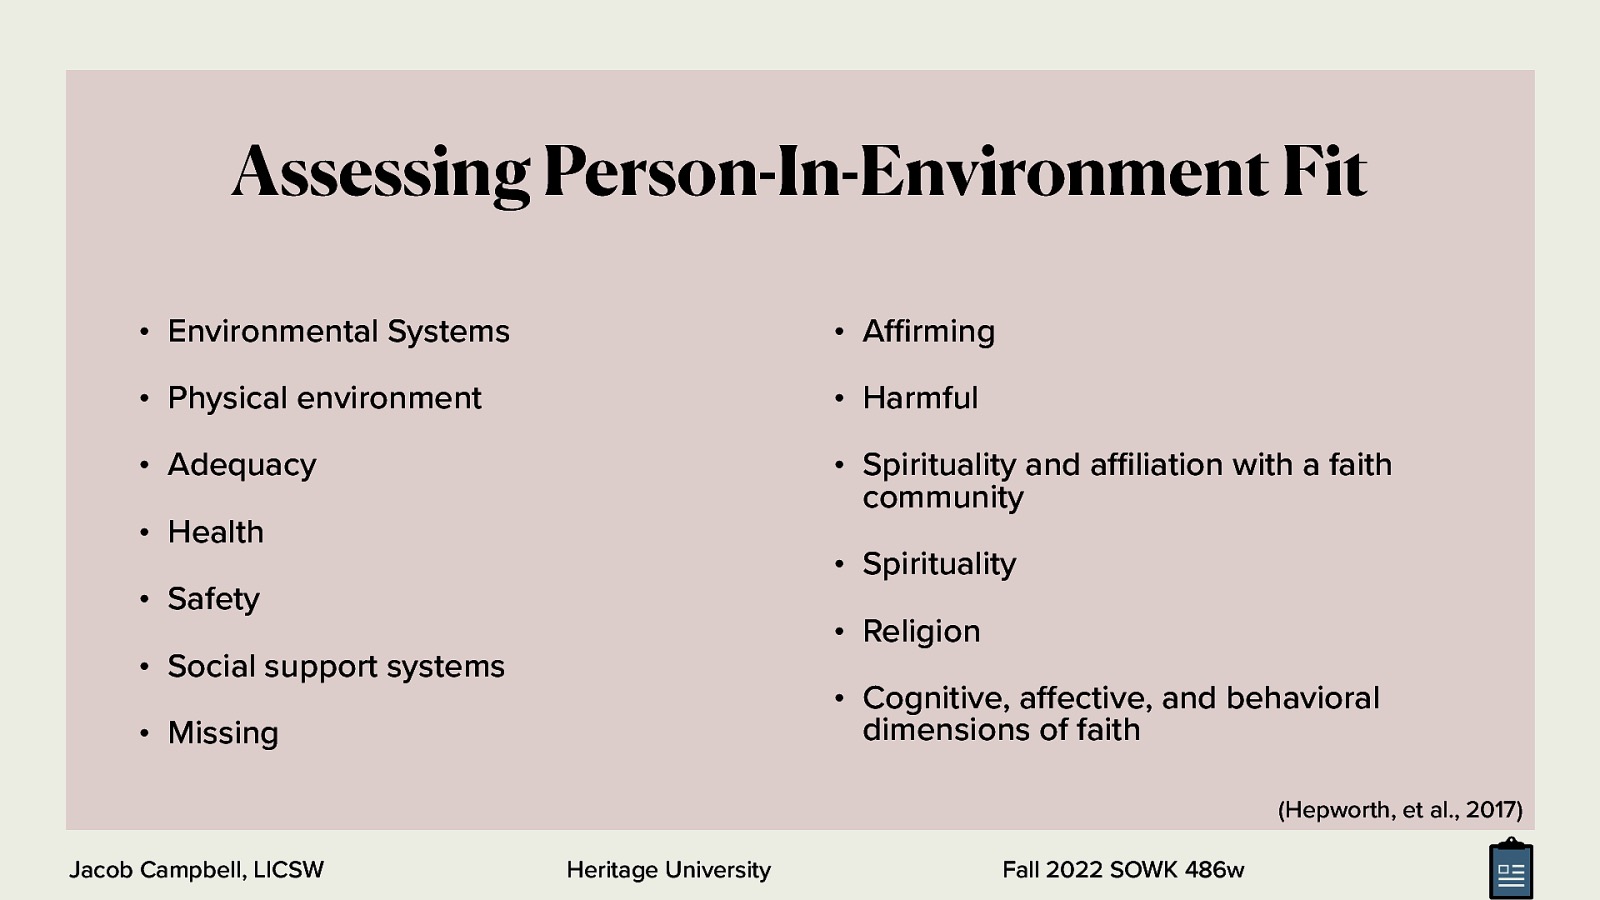 Assessing Person-In-Environment Fit
• Environmental Systems
• Physical environment
• Adequacy
• Health
• Safety
• Social support systems
• Missing
• Affirming
• Harmful
• Spirituality and affiliation with a faith
community
• Spirituality
• Religion
• Cognitive, affective, and behavioral
dimensions of faith
(Hepworth, et al., 2017)
Jacob Campbell, LICSW
Heritage University
Fall 2022 SOWK 486w